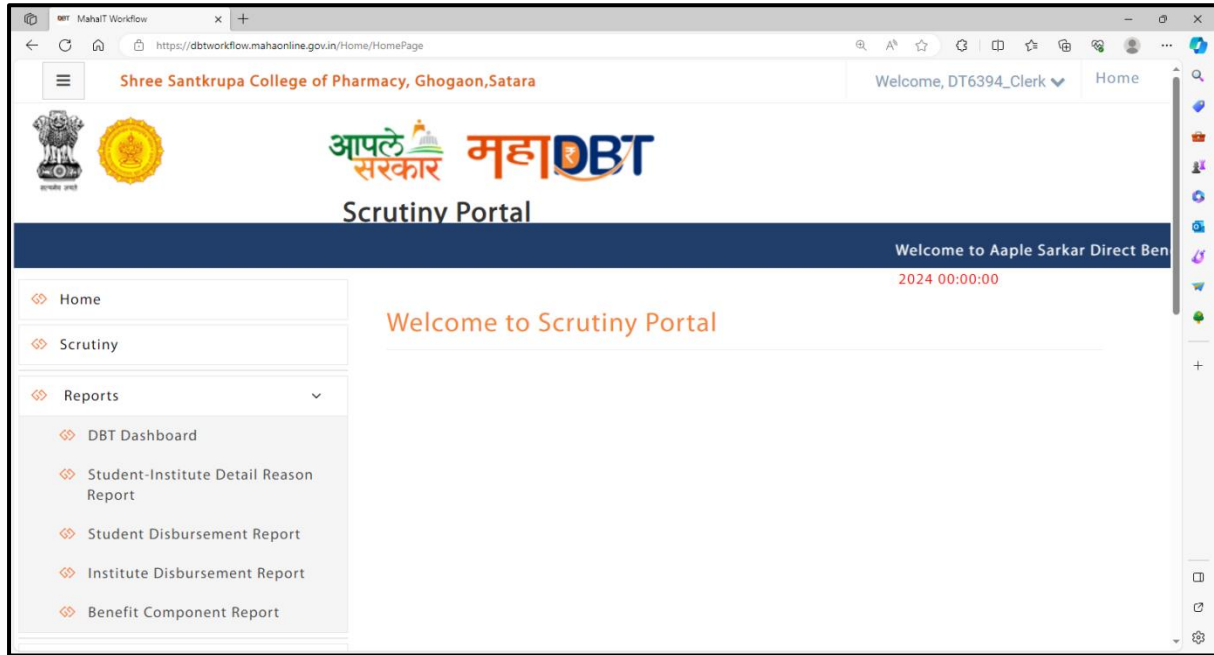 MahaIT Workflow
https://dbtworkflow.mahaonline.gov.in/Home/HomePage
Shree Santkrupa College of Pharmacy, Ghogaon,Satara
Welcome, DT6394_Clerk
Home
आपले सरकार
महाDBT
Scrutiny Portal
Welcome to Aaple Sarkar Direct Ben
2024 00:00:00
Home
Welcome to Scrutiny Portal
Scrutiny
Reports
DBT Dashboard
Student-Institute Detail Reason
Report
Student Disbursement Report
Institute Disbursement Report
Benefit Component Report